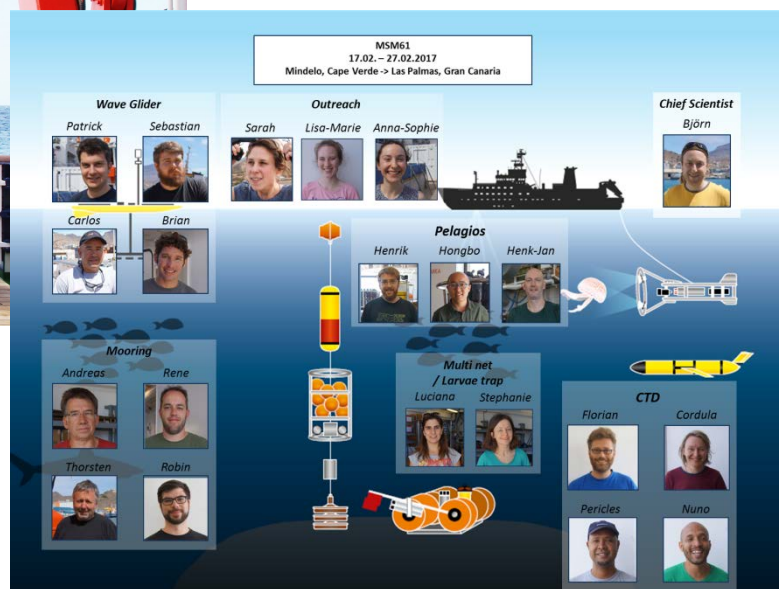 MSM61
17.02. – 27.02.2017
Mindelo, Cape Verde -> Las Palmas, Gran Canaria
Wave Glider
Patrick Sebastian
Carlos Brian
Outreach
Sarah Lisa-Marie Anna-Sophie
Chief Scientist
Björn
Pelagios
Henrik Hongbo Henk-Jan
Mooring
Andreas Rene
Thorsten Robin
Multi net
/ Larvae trap
Luciana Stephanie
CTD
Florian Cordula
Pericles Nuno